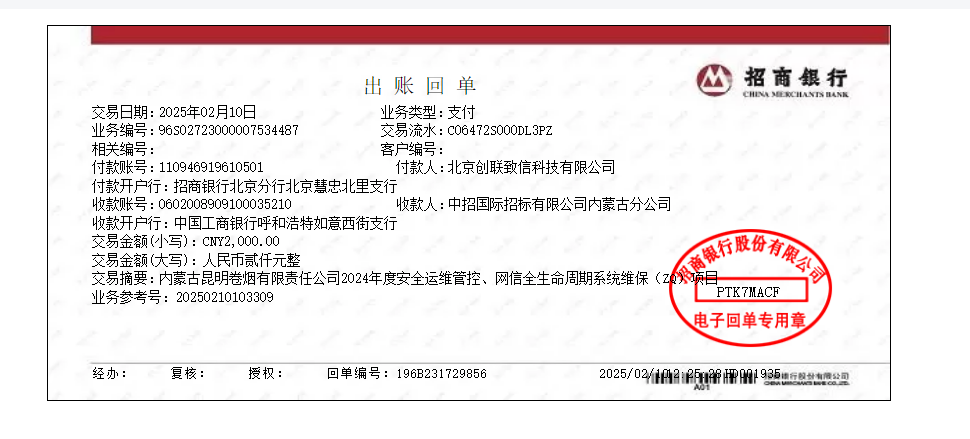 招商银行
CHINA MERCHANTS BANK
出 账 回 单
交易日期：2025年02月10日 业务类型：支付
业务编号：96S02723000007534487 交易流水：C06472S000DL3PZ
相关编号： 客户编号：
付款账号：110946919610501 付款人：北京创联致信科技有限公司
付款开户行：招商银行北京分行北京慧忠北里支行
收款账号：0602008909100035210 收款人：中招国际招标有限公司内蒙古分公司
收款开户行：中国工商银行呼和浩特如意西街支行
交易金额(小写)：CNY2,000.00
交易金额(大写)：人民币贰仟元整
交易摘要：内蒙古昆明卷烟有限责任公司2024年度安全运维管控、网信全生命周期系统维保（ZQ）项目
业务参考号：20250210103309
招商银行股份有限公司
PTK7MACF
电子回单专用章
经办： 复核： 授权： 回单编号：196B231729856 2025/02/10
招商银行股份有限公司
CHINA MERCHANTS BANK CO.,LTD.
A01